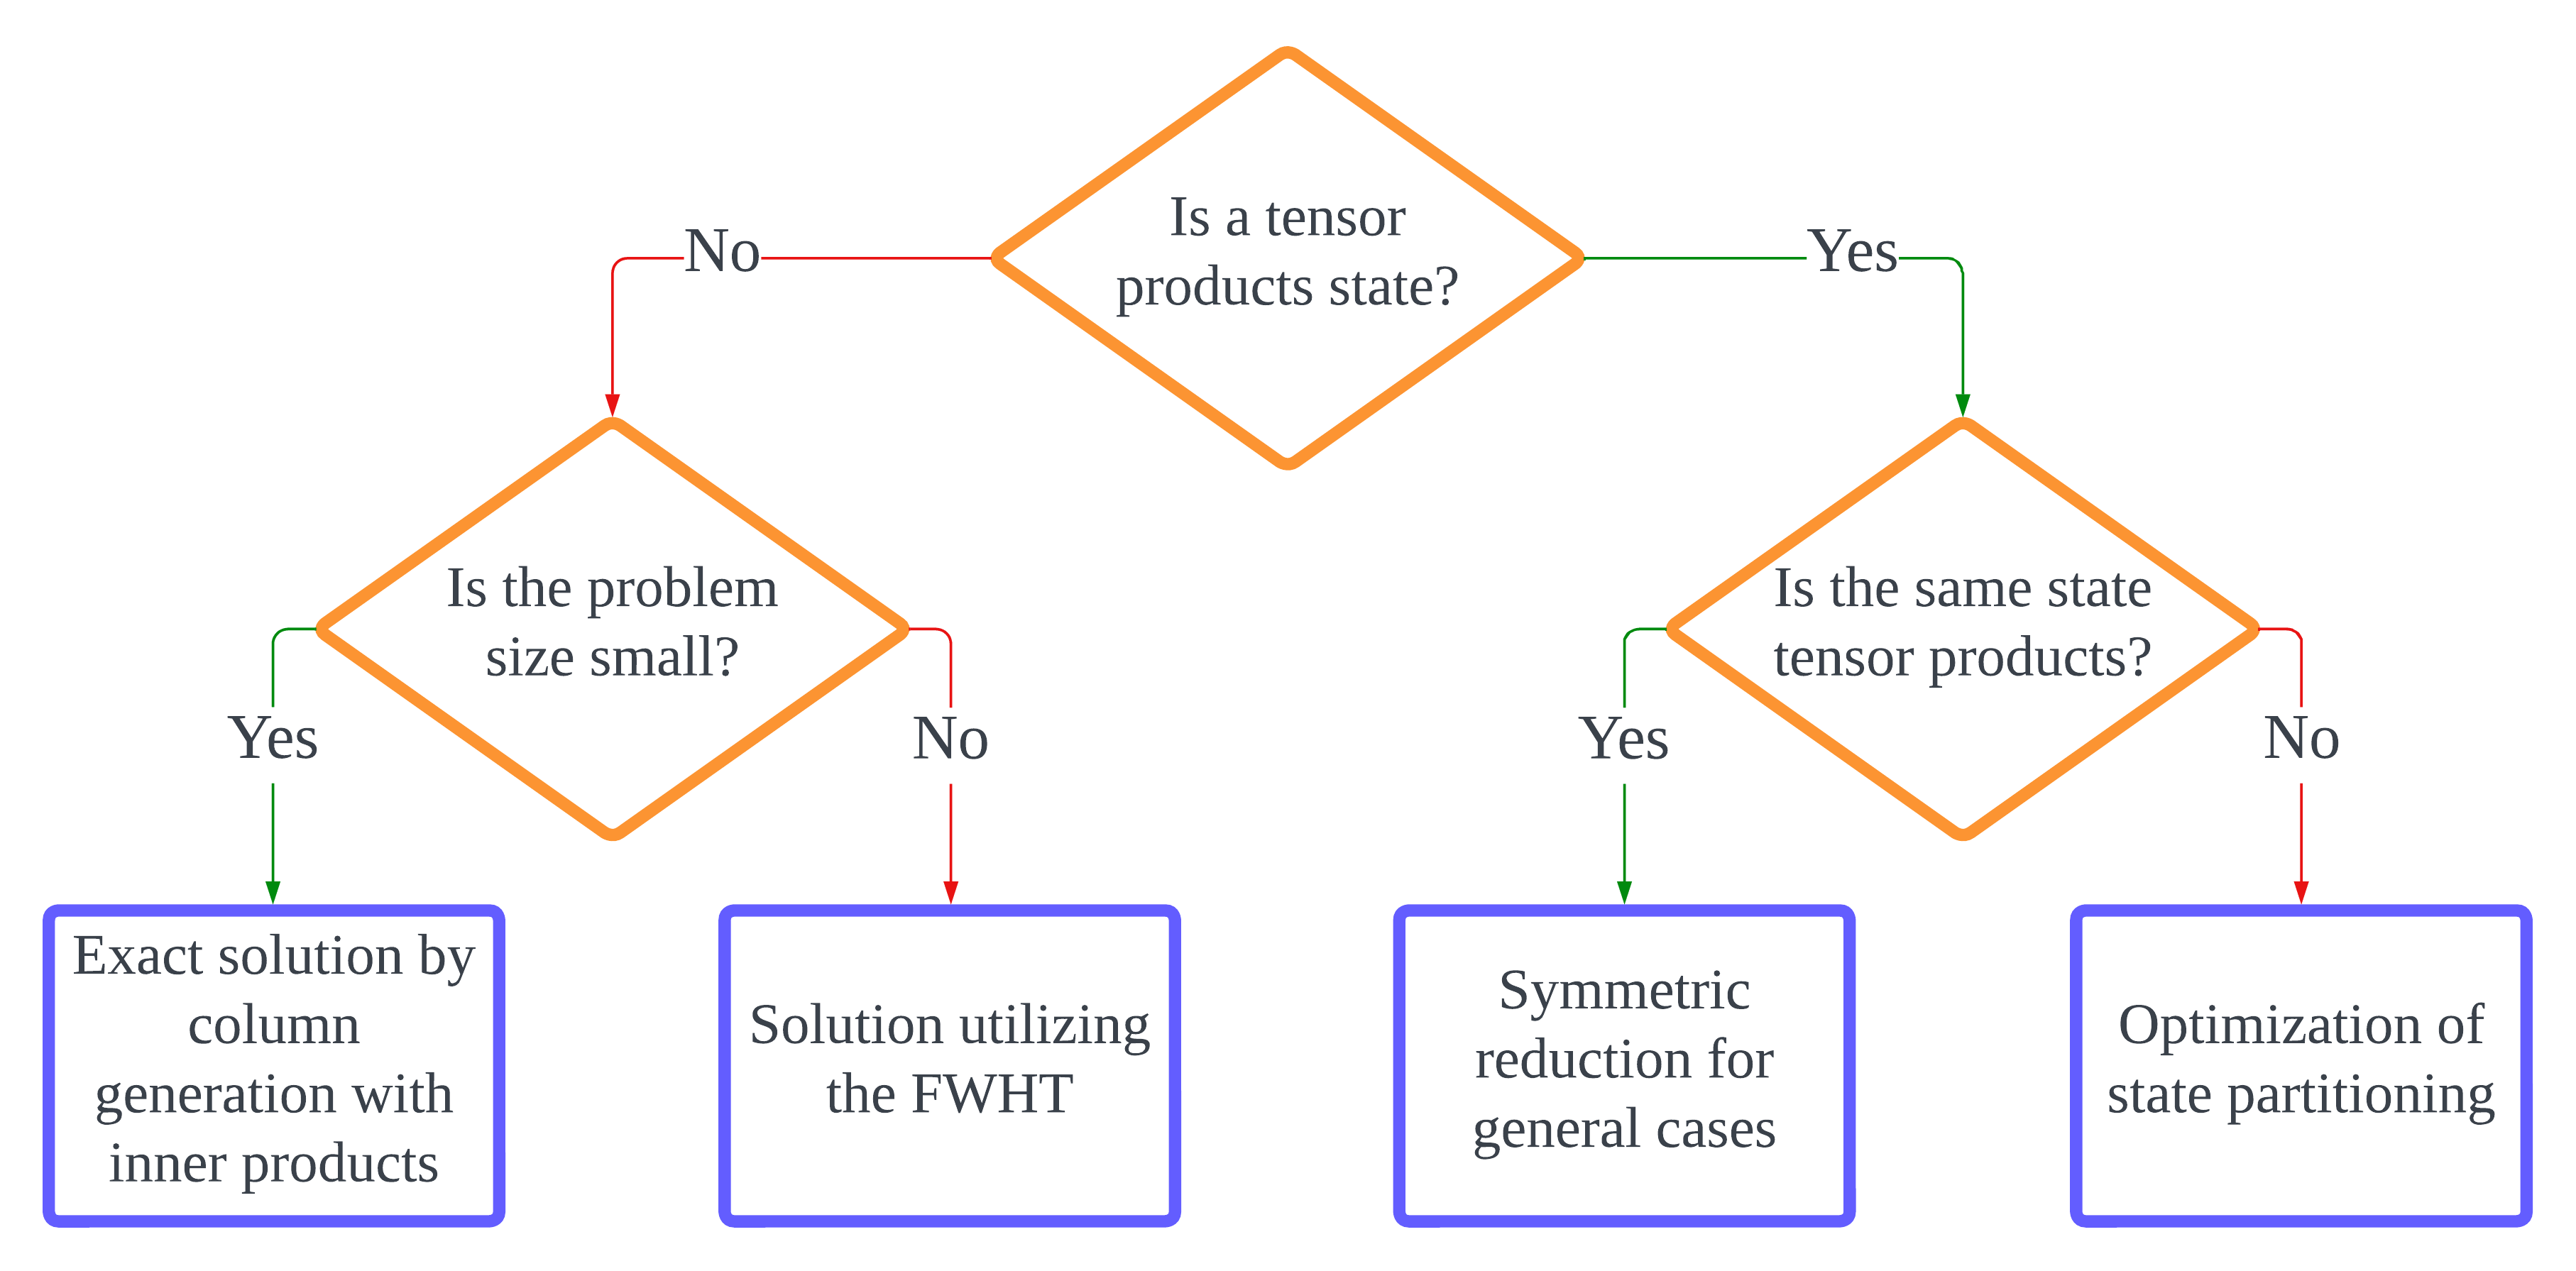 Is a tensor
products state?
No
Yes
Is the problem
size small?
Is the same state
tensor products?
Yes
No
Yes
No
Exact solution by
column
generation with
inner products
Solution utilizing
the FWHT
Symmetric
reduction for
general cases
Optimization of
state partitioning